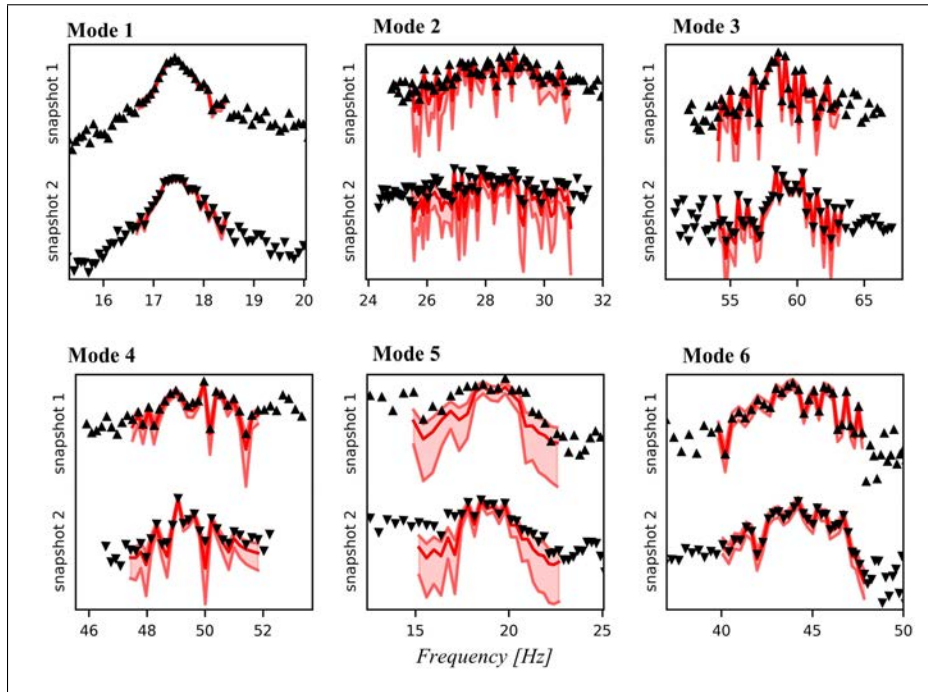 Mode 1
Mode 2
Mode 3
snapshot 1
snapshot 1
snapshot 1
snapshot 2
snapshot 2
snapshot 2
16 17 18 19 20
24 26 28 30 32
55 60 65
Mode 4
Mode 5
Mode 6
snapshot 1
snapshot 1
snapshot 1
snapshot 2
snapshot 2
snapshot 2
46 48 50 52
15 20 25
40 45 50
Frequency [Hz]